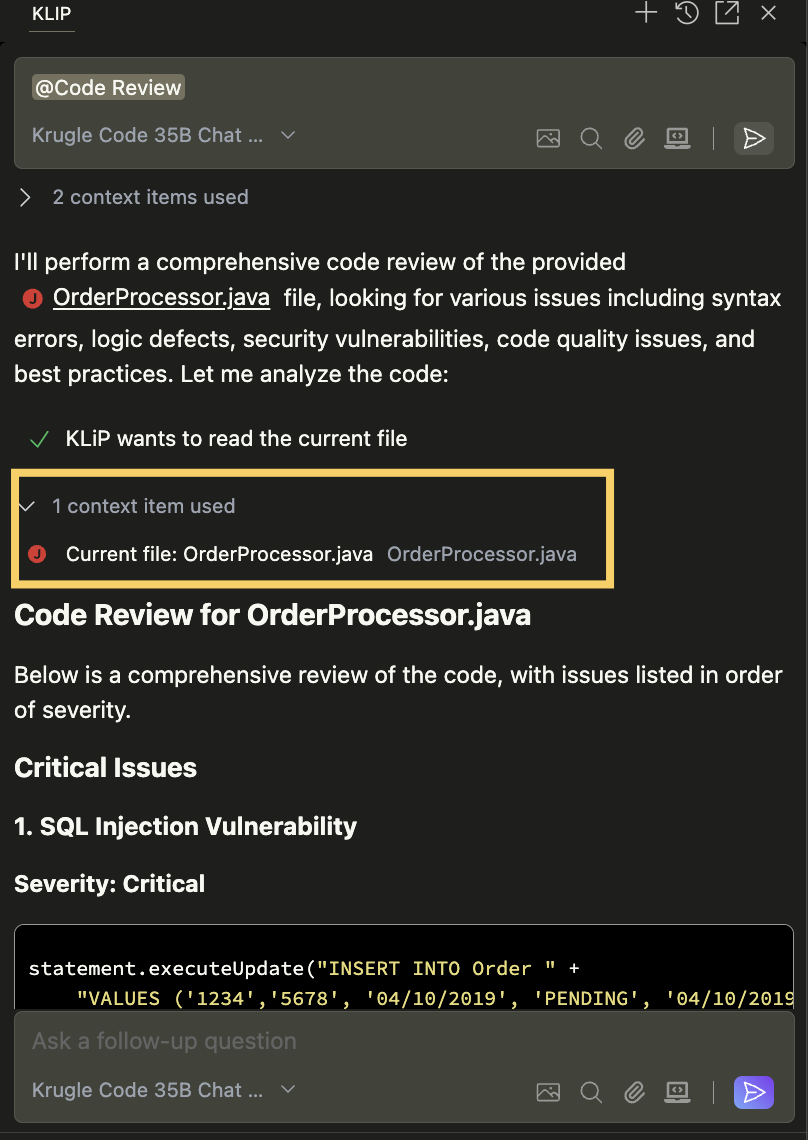 KLIP
@Code Review
Krugle Code 35B Chat ...
2 context items used
I'll perform a comprehensive code review of the provided
J OrderProcessor.java file, looking for various issues including syntax
errors, logic defects, security vulnerabilities, code quality issues, and
best practices. Let me analyze the code:
KLiP wants to read the current file
1 context item used
J Current file: OrderProcessor.java OrderProcessor.java
Code Review for OrderProcessor.java
Below is a comprehensive review of the code, with issues listed in order
of severity.
Critical Issues
1. SQL Injection Vulnerability
Severity: Critical
statement.executeUpdate("INSERT INTO Order " +
"VALUES ('1234','5678', '04/10/2019', 'PENDING', '04/10/2019
Ask a follow-up question
Krugle Code 35B Chat ...